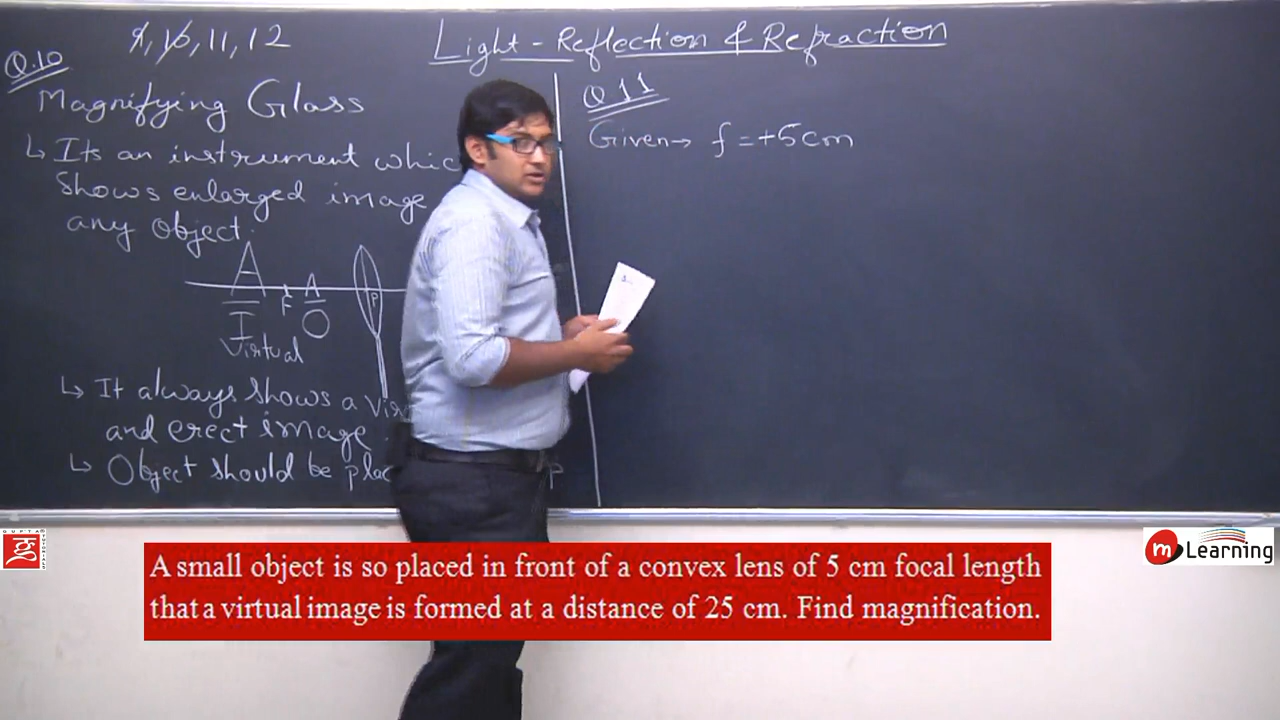 9, 10, 11, 12
Light - Reflection & Refraction
Q.10
Magnifying Glass
↳ Its an instrument
shows enlarged image
any object.
A
F
A
P
I
O
Virtual
↳ It always shows a
and erect image.
↳ Object should be
P
Q 11
Given → f = +5cm
GUPTA
TUTORIALS
m Learning
A small object is so placed in front of a convex lens of 5 cm focal length
that a virtual image is formed at a distance of 25 cm. Find magnification.